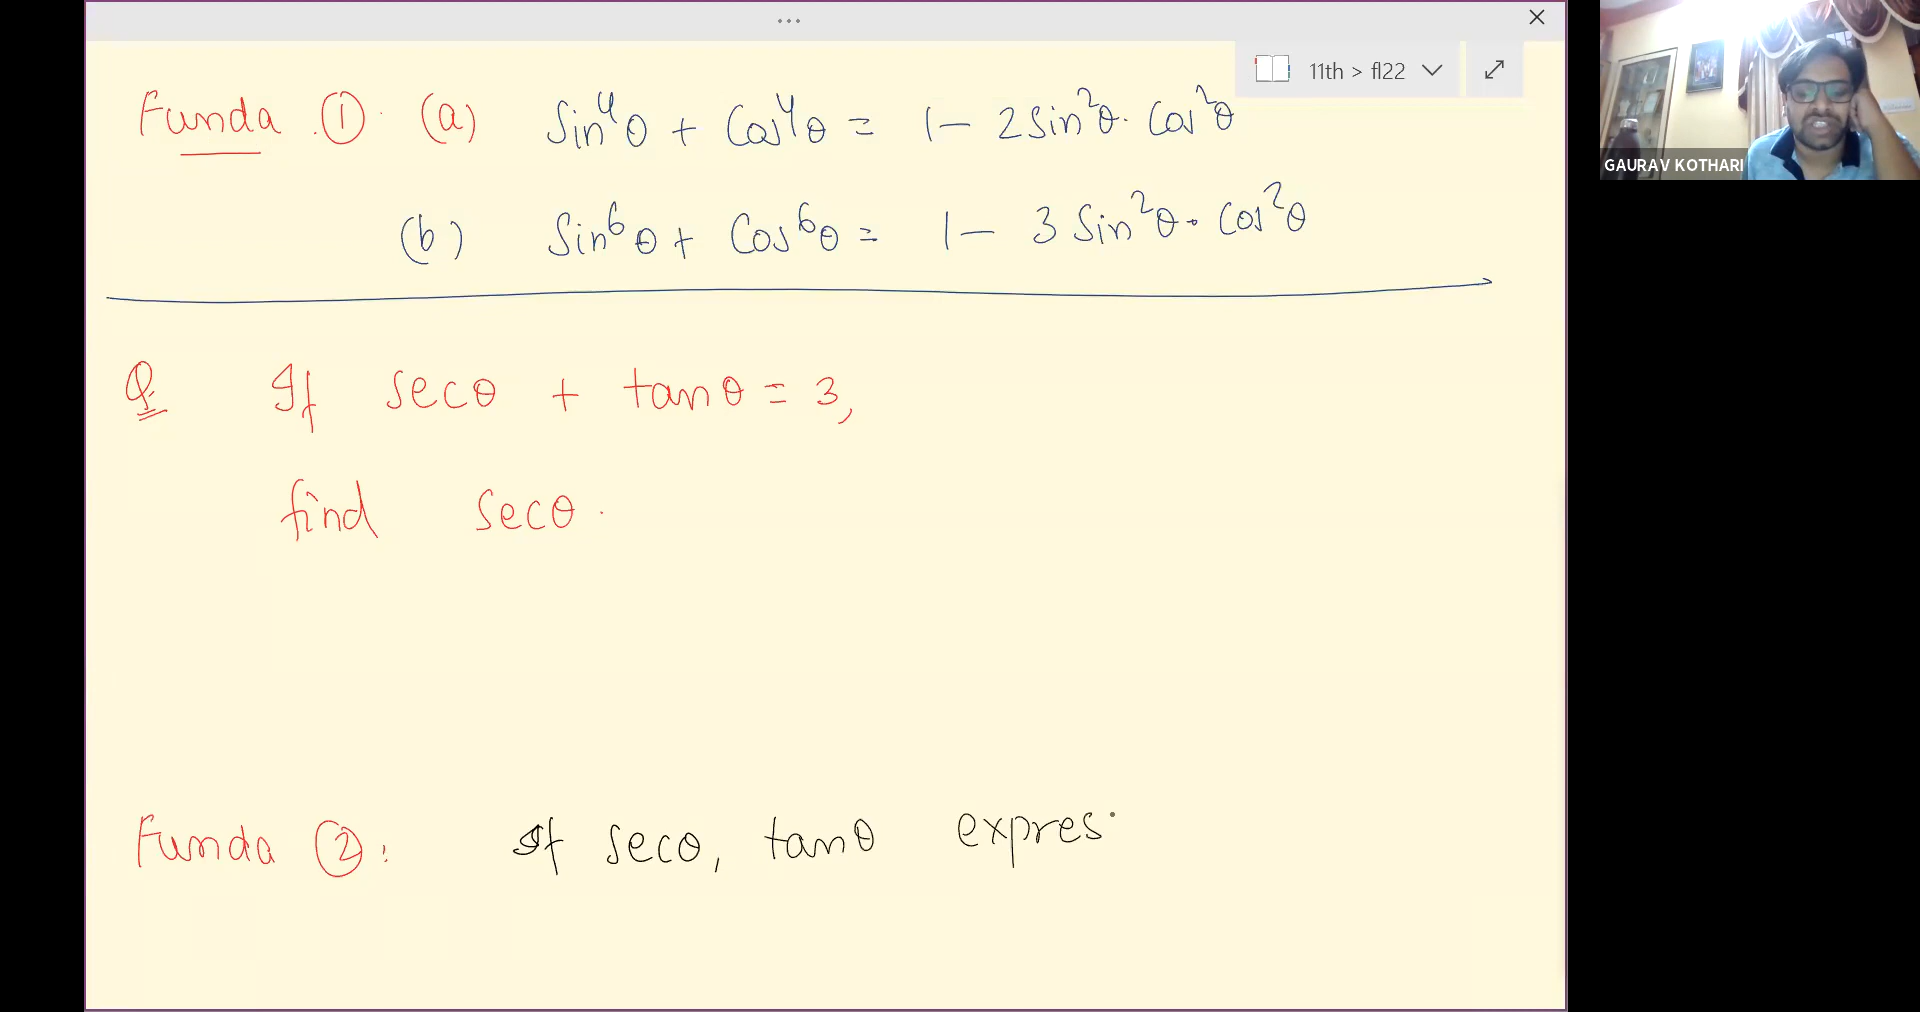 11th > fl22
GAURAV KOTHARI
Funda ① (a) Sin⁴θ + Cos⁴θ = 1 - 2Sin²θ. Cos²θ
(b) Sin⁶θ + Cos⁶θ = 1 - 3 Sin²θ. Cos²θ
Q If secθ + tanθ = 3,
find secθ.
Funda ②: If secθ, tanθ expres